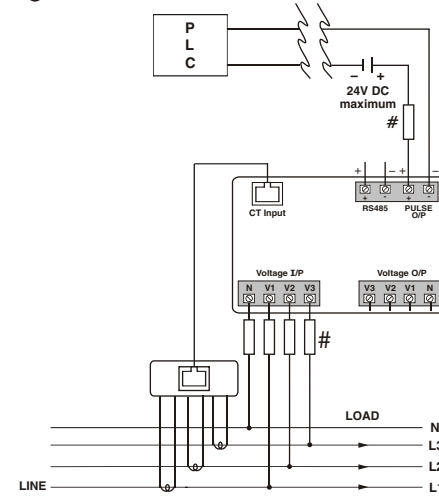 P
L
C
– +
24V DC
maximum
#
+ – + –
+ - + -
RS485 PULSE
O/P
CT Input
Voltage I/P Voltage O/P
N V1 V2 V3 V3 V2 V1 N
#
LOAD
N
L3
L2
LINE L1